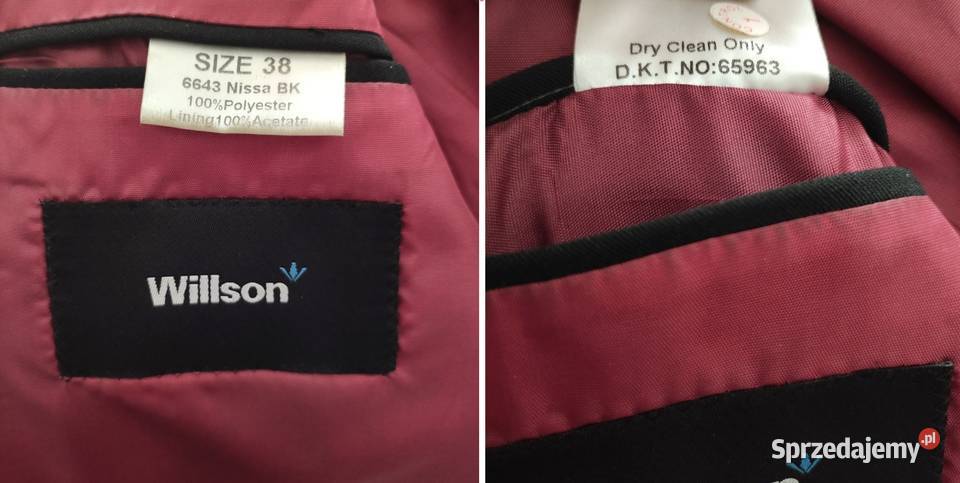 SIZE 38
6643 Nissa BK
100%Polyester
Lining100%Acetate
Willson
Dry Clean Only
D.K.T.NO:65963
Sprzedajemy.pl